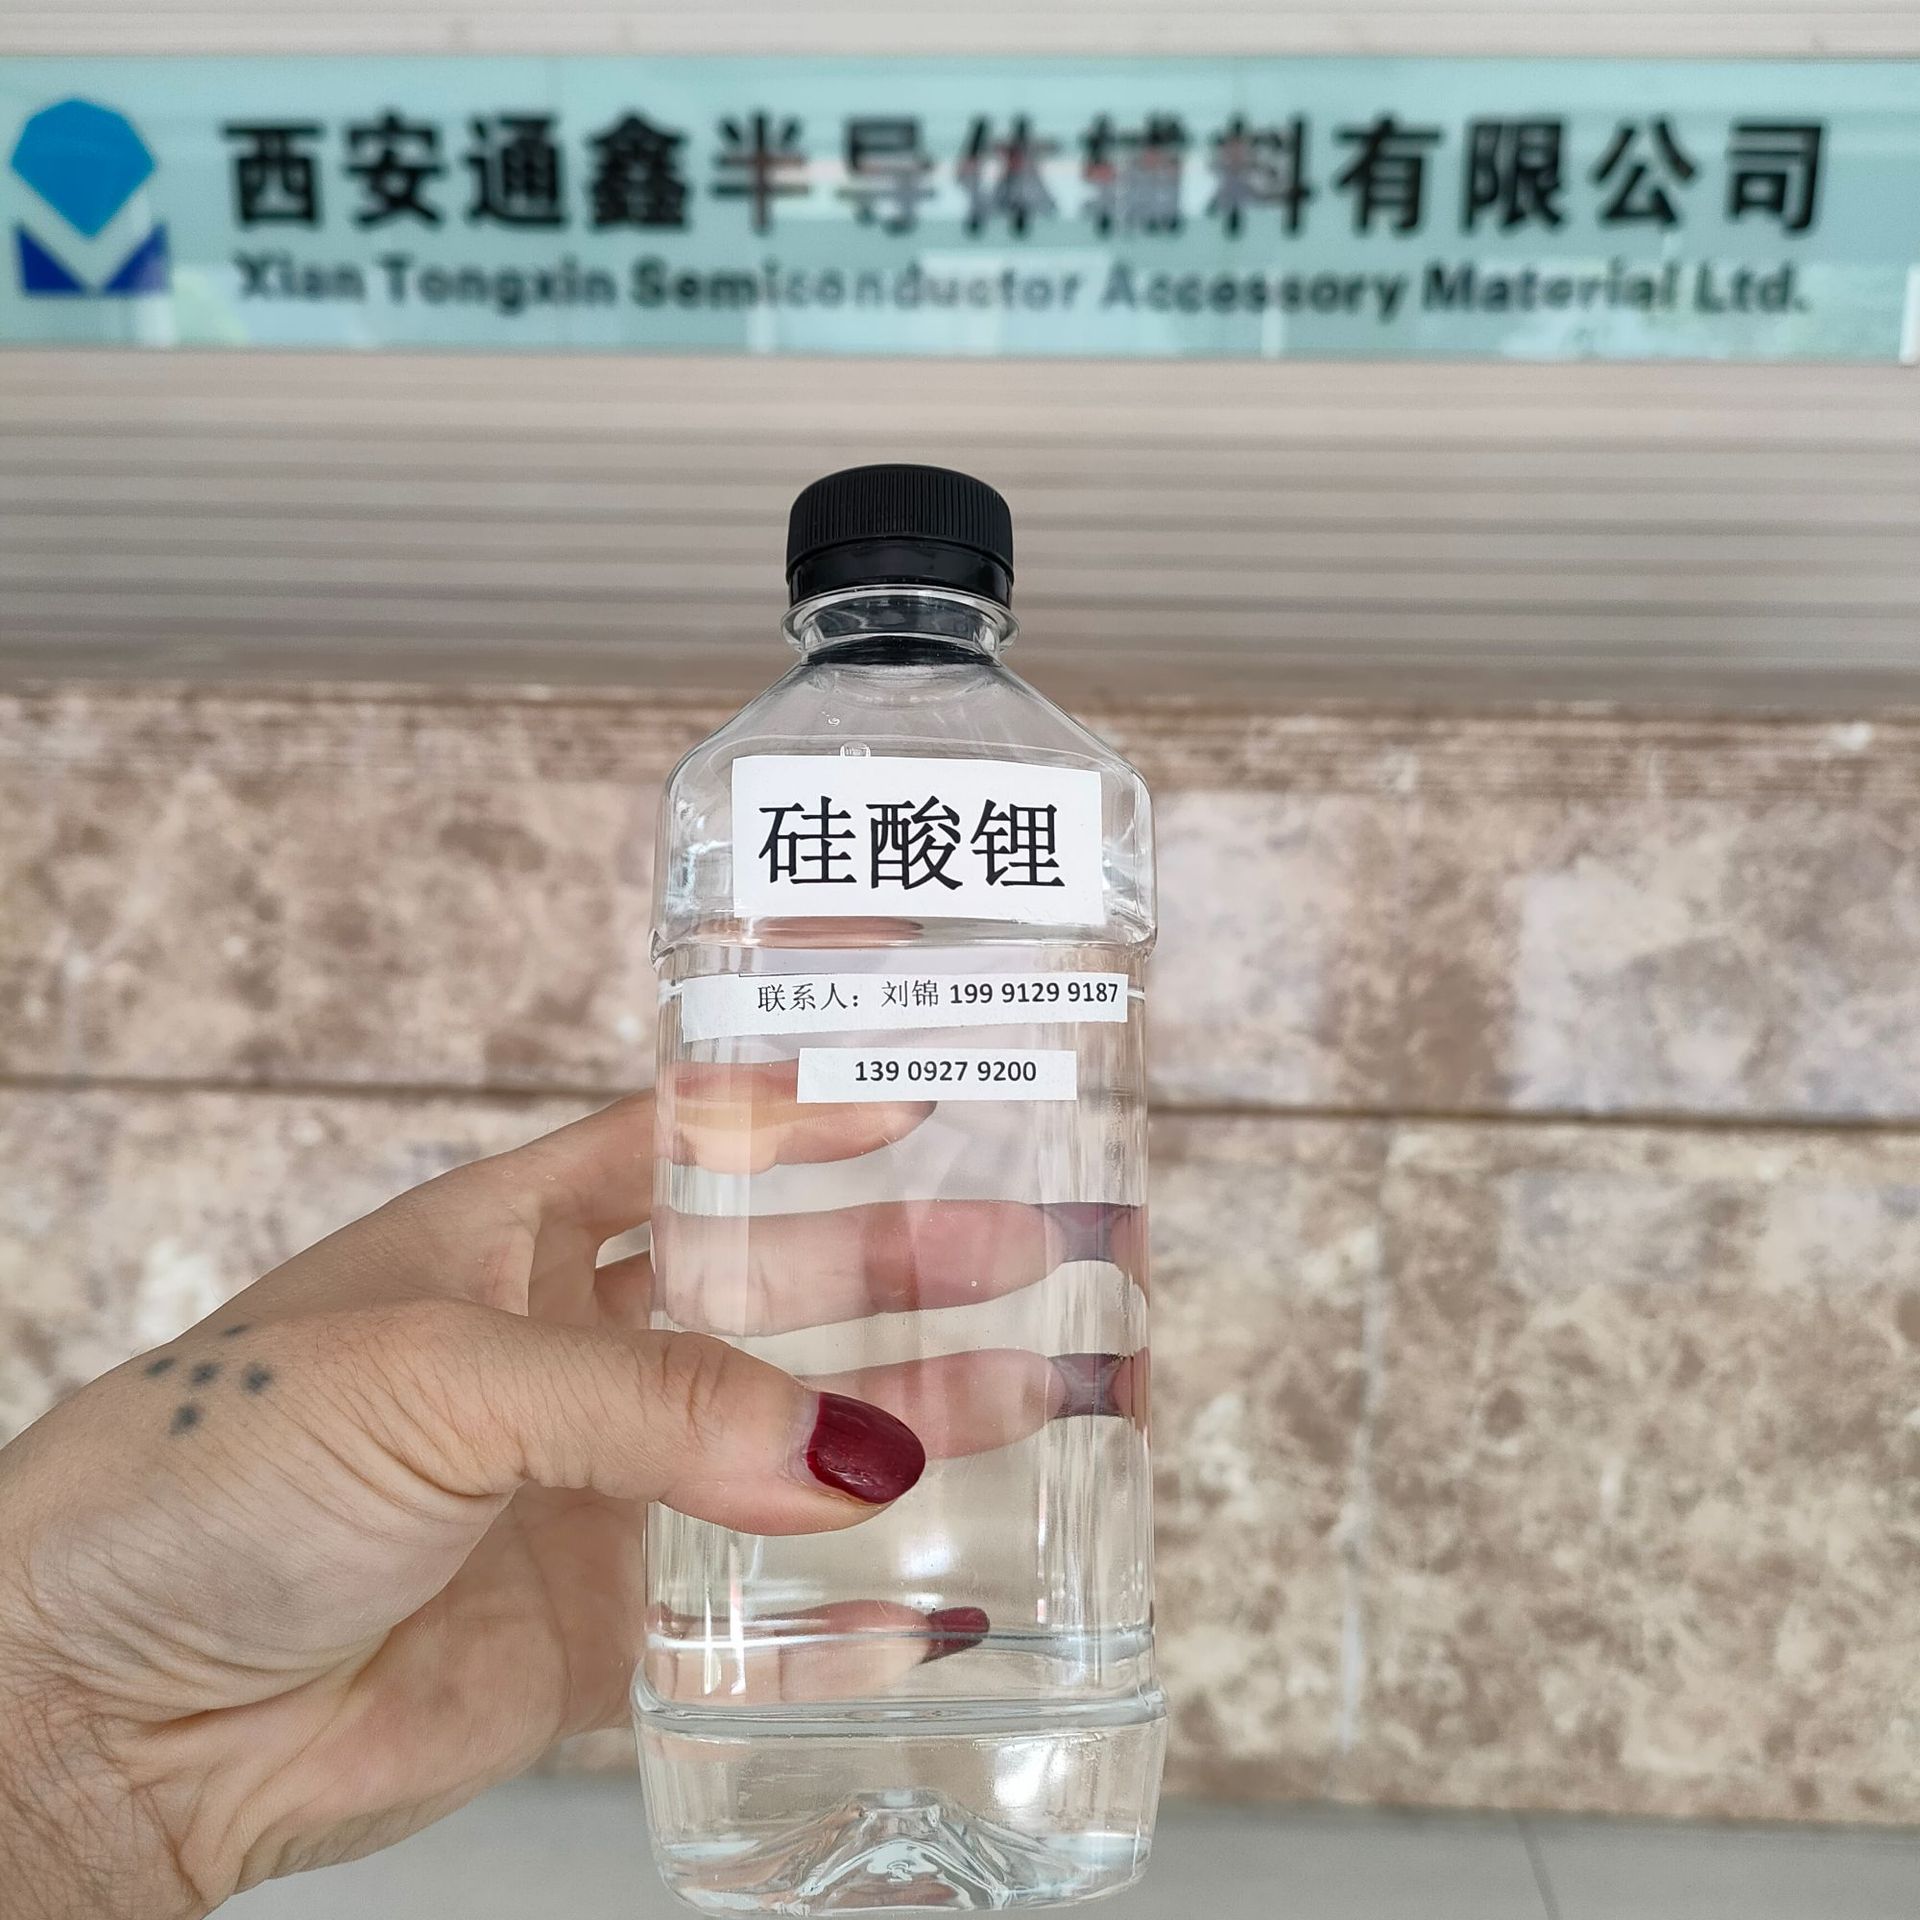 西安通鑫半导体辅料有限公司
Xian Tongxin Semiconductor Accessory Material Ltd.
硅酸锂
联系人：刘锦 199 9129 9187
139 0927 9200